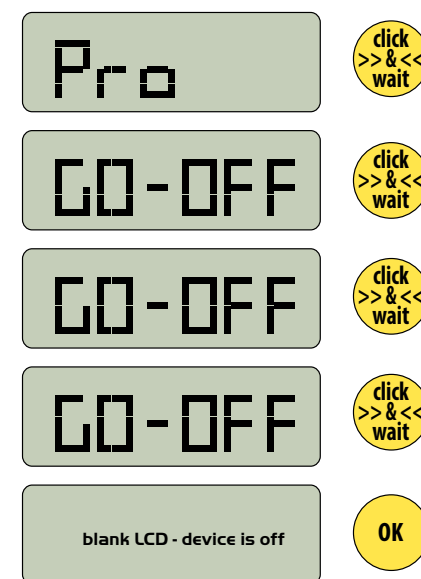 Pro
click
>> & <<
wait
GO-OFF
click
>> & <<
wait
GO-OFF
click
>> & <<
wait
GO-OFF
click
>> & <<
wait
blank LCD - device is off
OK